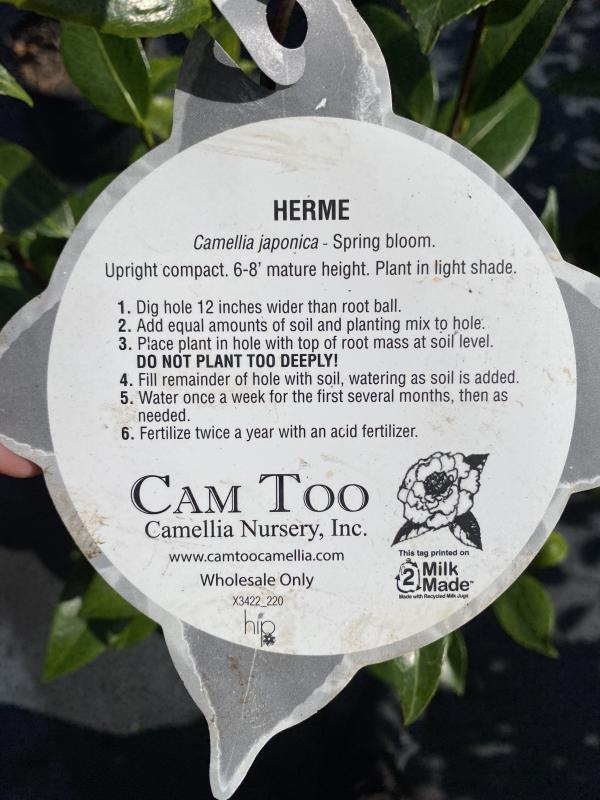 HERME
Camellia japonica - Spring bloom.
Upright compact. 6-8' mature height. Plant in light shade.
1. Dig hole 12 inches wider than root ball.
2. Add equal amounts of soil and planting mix to hole.
3. Place plant in hole with top of root mass at soil level.
DO NOT PLANT TOO DEEPLY!
4. Fill remainder of hole with soil, watering as soil is added.
5. Water once a week for the first several months, then as
needed.
6. Fertilize twice a year with an acid fertilizer.
CAM TOO
Camellia Nursery, Inc.
www.camtoocamellia.com
Wholesale Only
X3422_220
hip
This tag printed on
2 Milk
Made™
Made with Recycled Milk Jugs